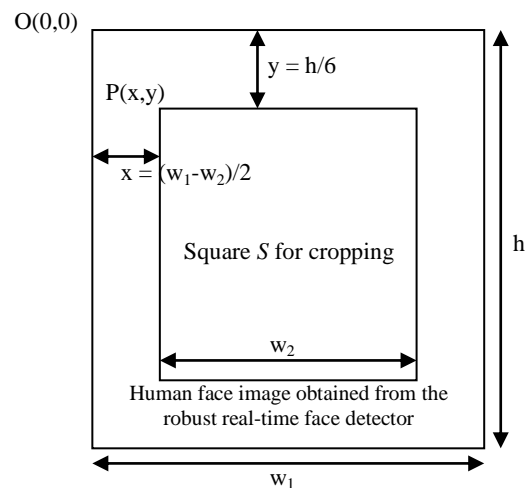 O(0,0)
y = h/6
P(x,y)
x = (w₁-w₂)/2
Square S for cropping
h
w₂
Human face image obtained from the
robust real-time face detector
w₁